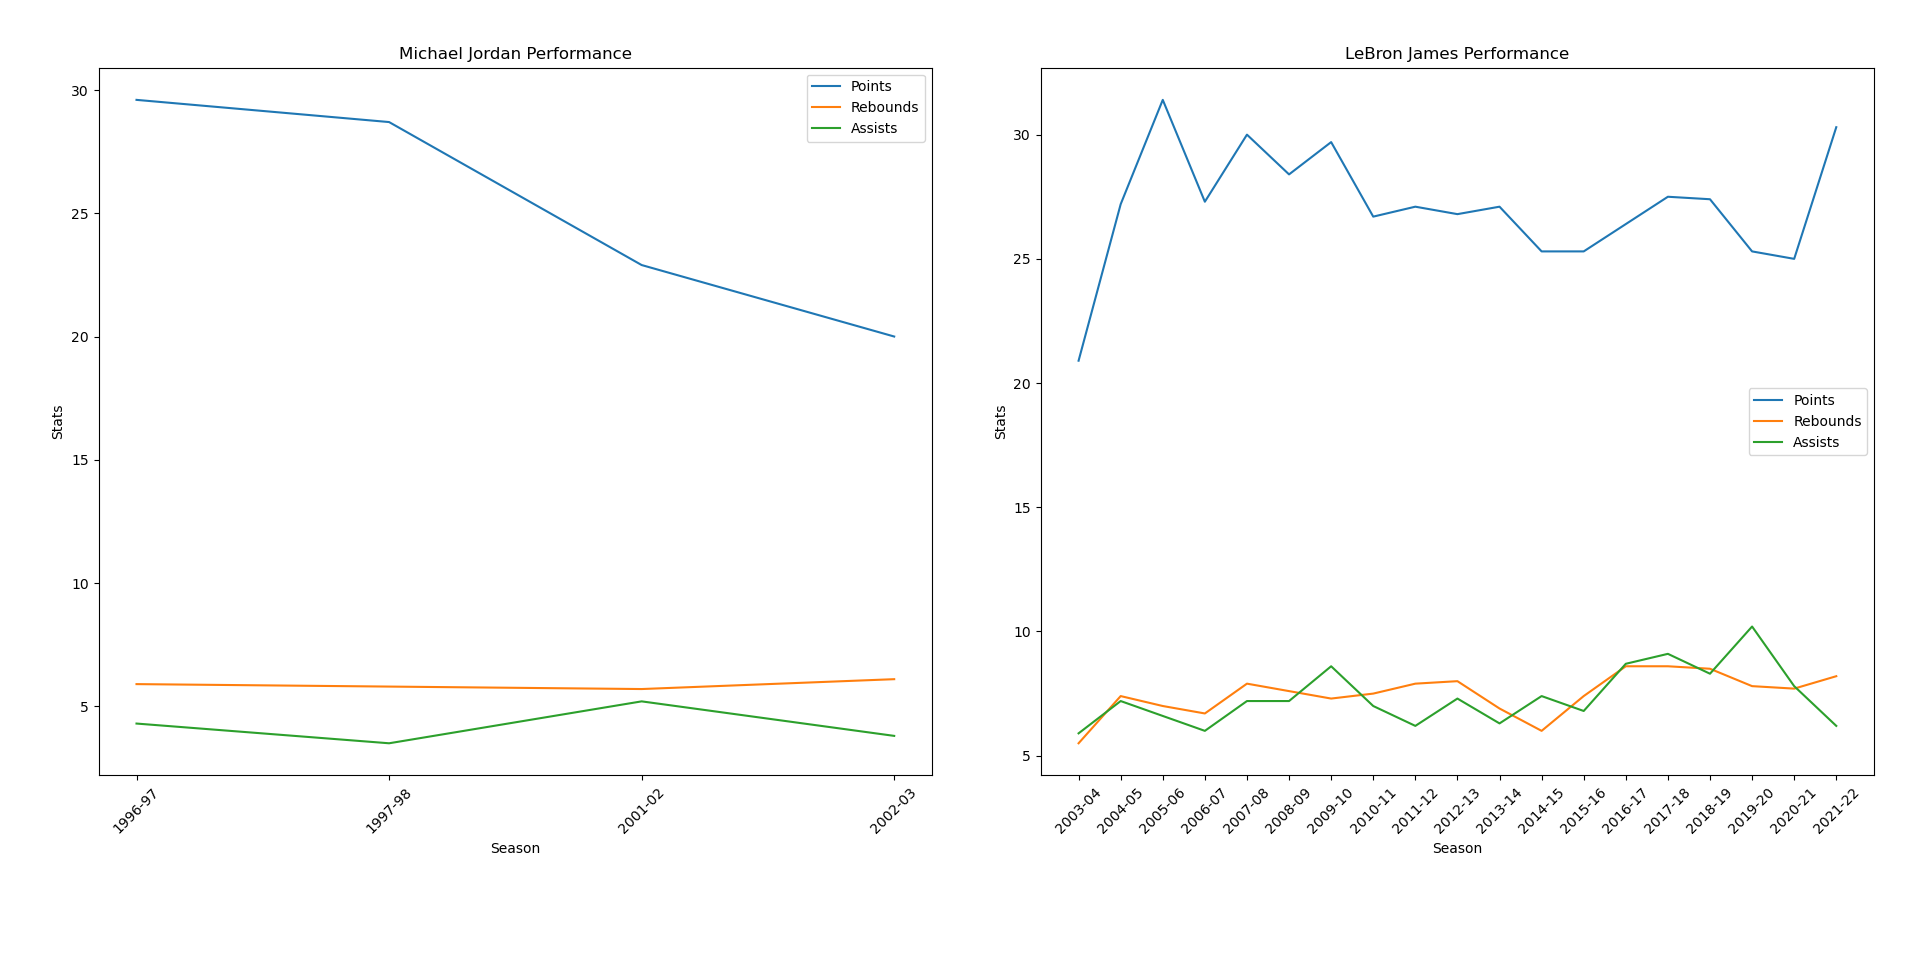 Michael Jordan Performance
Points
Rebounds
Assists
30
25
20
15
10
5
Stats
1996-97
1997-98
2001-02
2002-03
Season
LeBron James Performance
30
25
20
15
10
5
Stats
Points
Rebounds
Assists
2003-04
2004-05
2005-06
2006-07
2007-08
2008-09
2009-10
2010-11
2011-12
2012-13
2013-14
2014-15
2015-16
2016-17
2017-18
2018-19
2019-20
2020-21
2021-22
Season